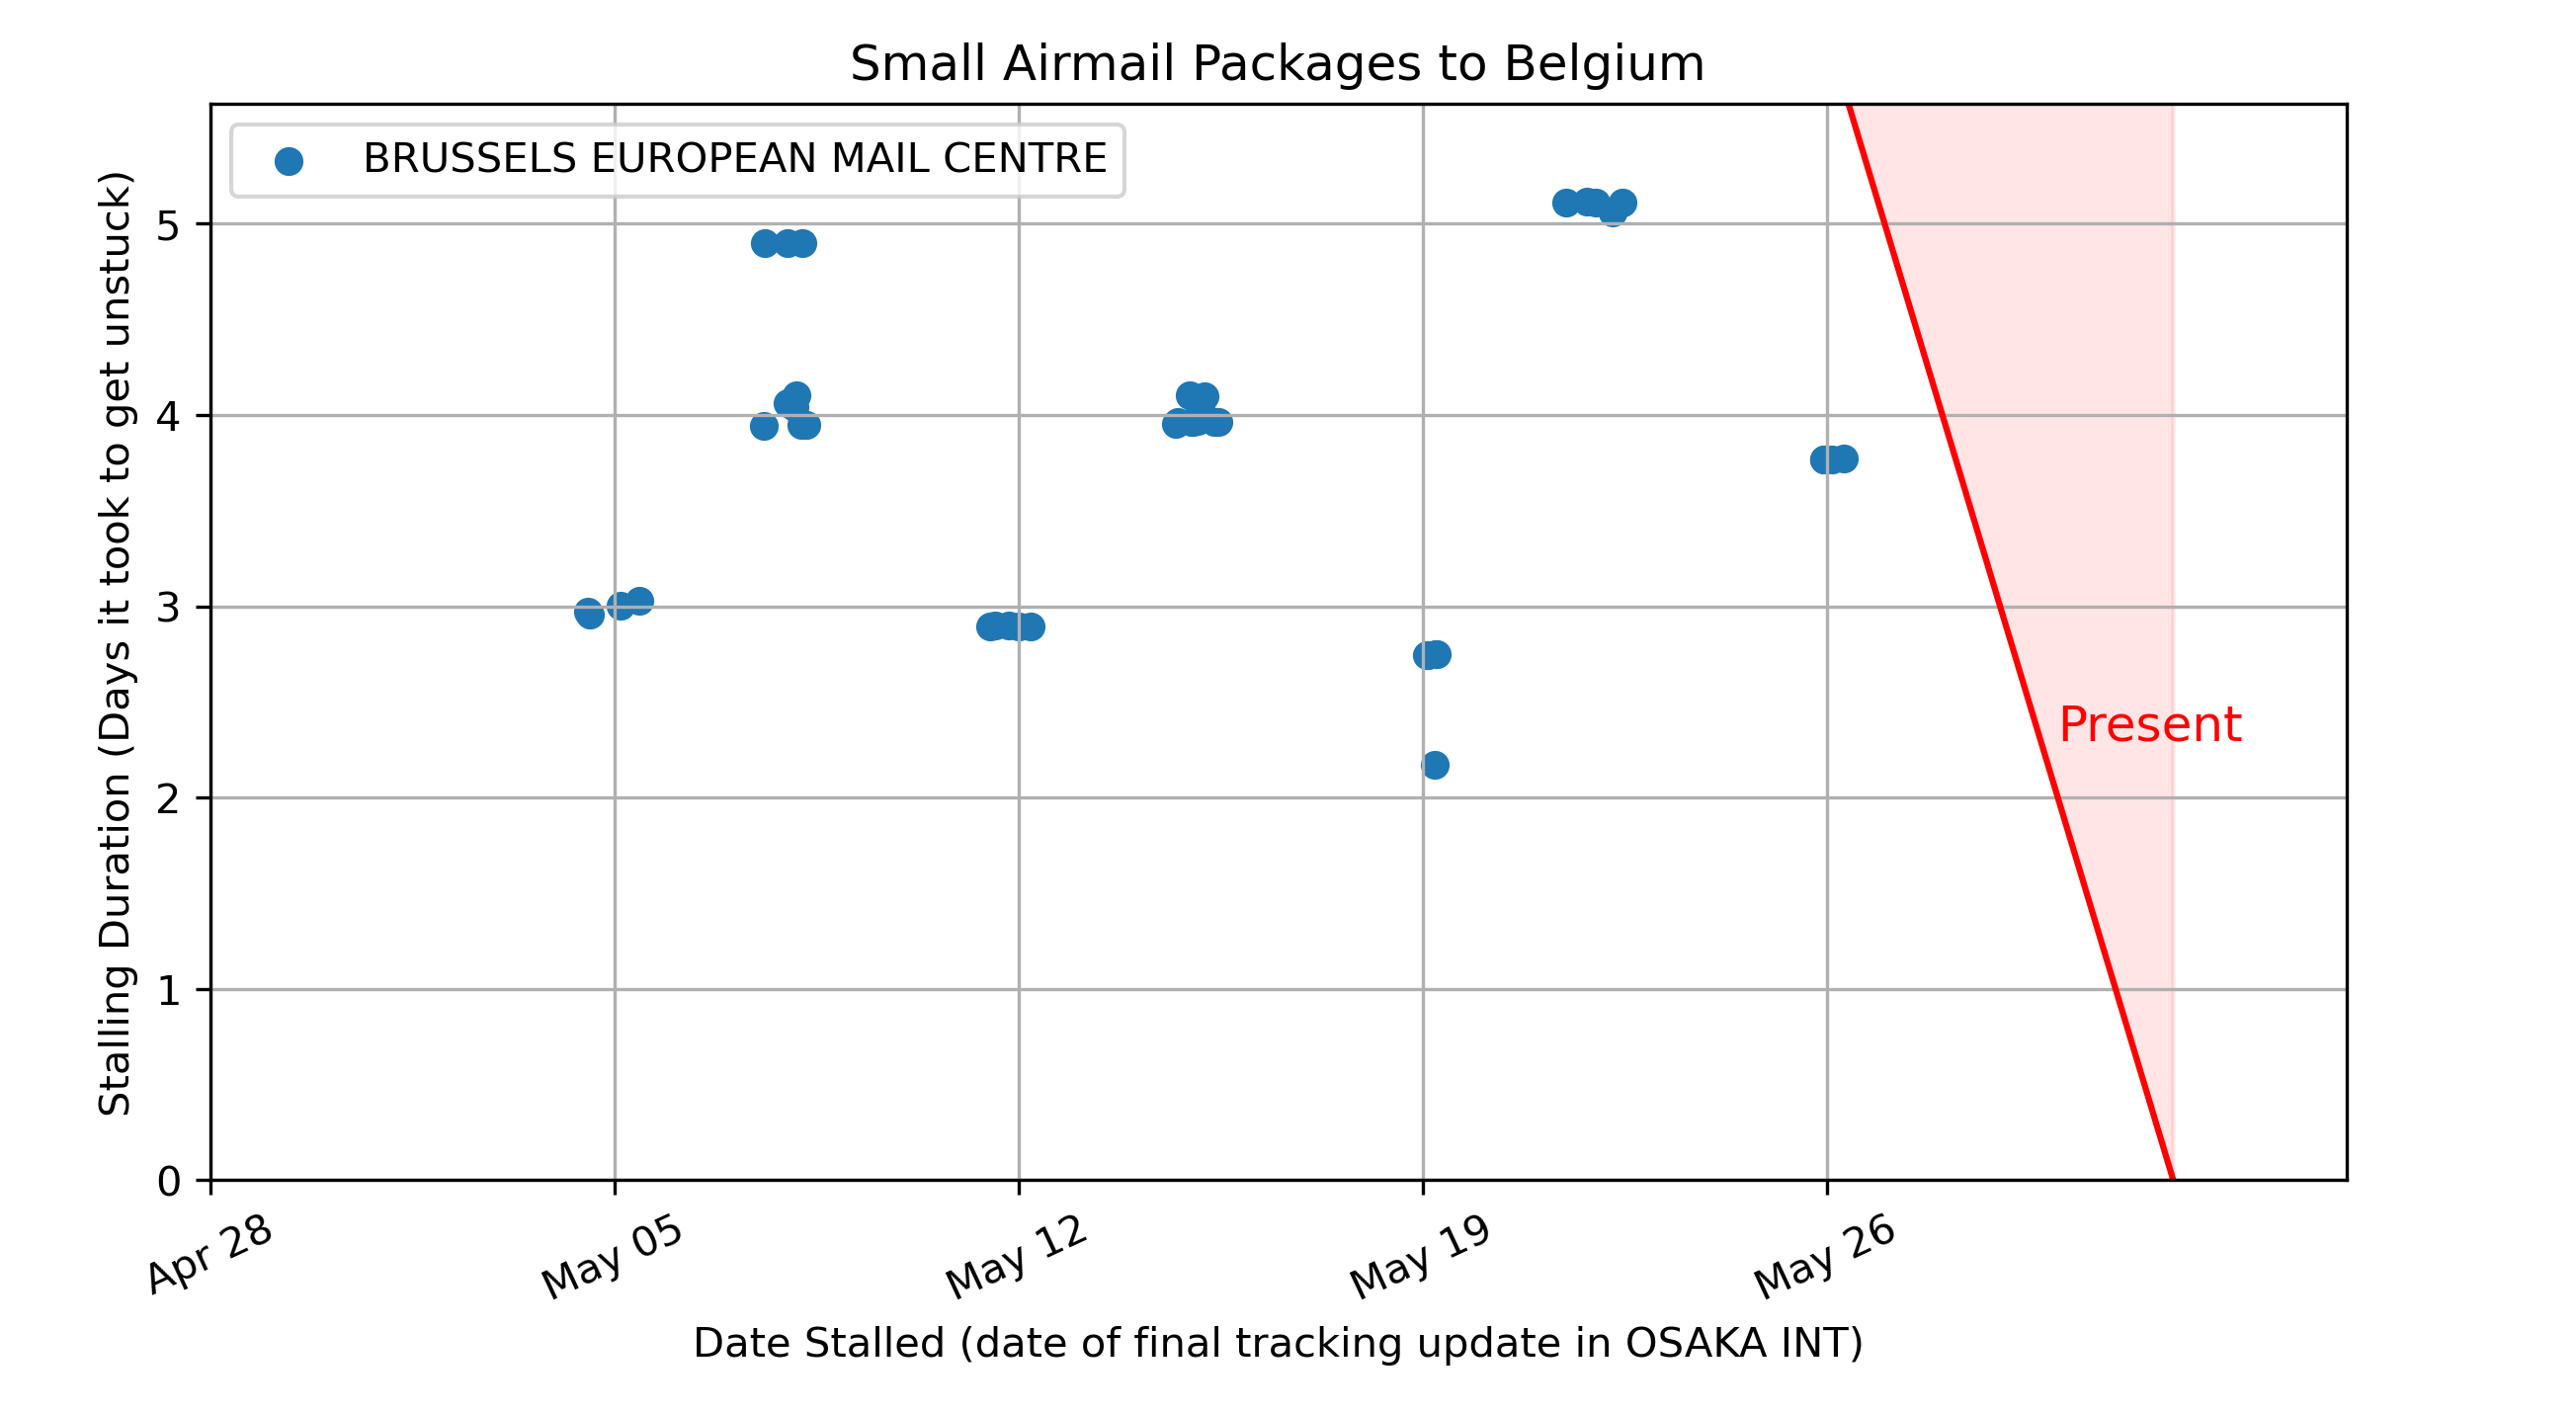 Small Airmail Packages to Belgium
BRUSSELS EUROPEAN MAIL CENTRE
Stalling Duration (Days it took to get unstuck)
5
4
3
2
1
0
Present
Apr 28
May 05
May 12
May 19
May 26
Date Stalled (date of final tracking update in OSAKA INT)